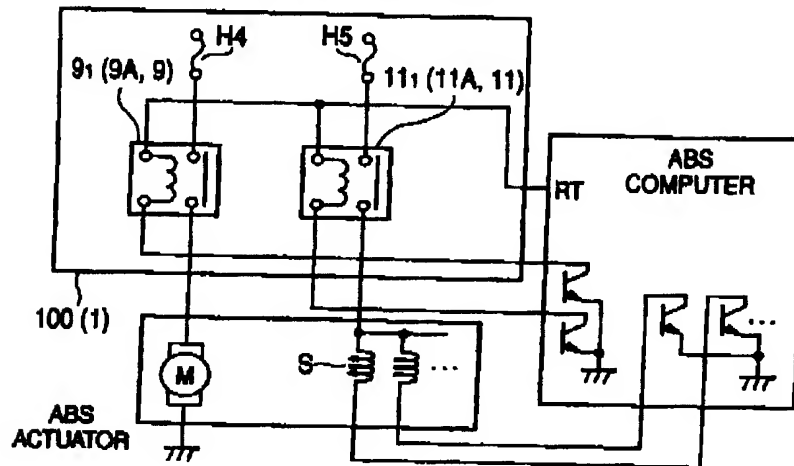 H4
H5
9₁ (9A, 9)
11₁ (11A, 11)
ABS
COMPUTER
RT
100 (1)
S
M
ABS
ACTUATOR